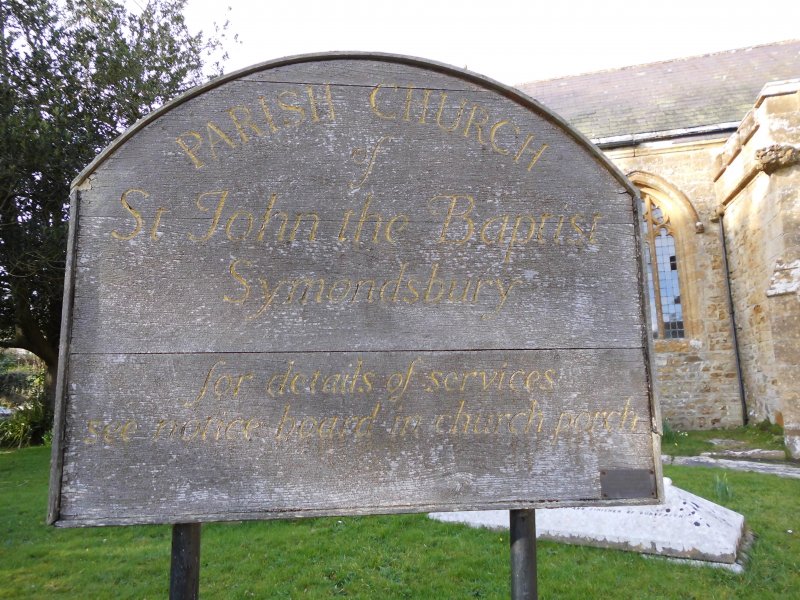 PARISH CHURCH
of
St John the Baptist
Symondsbury
for details of services
see notice board in church porch